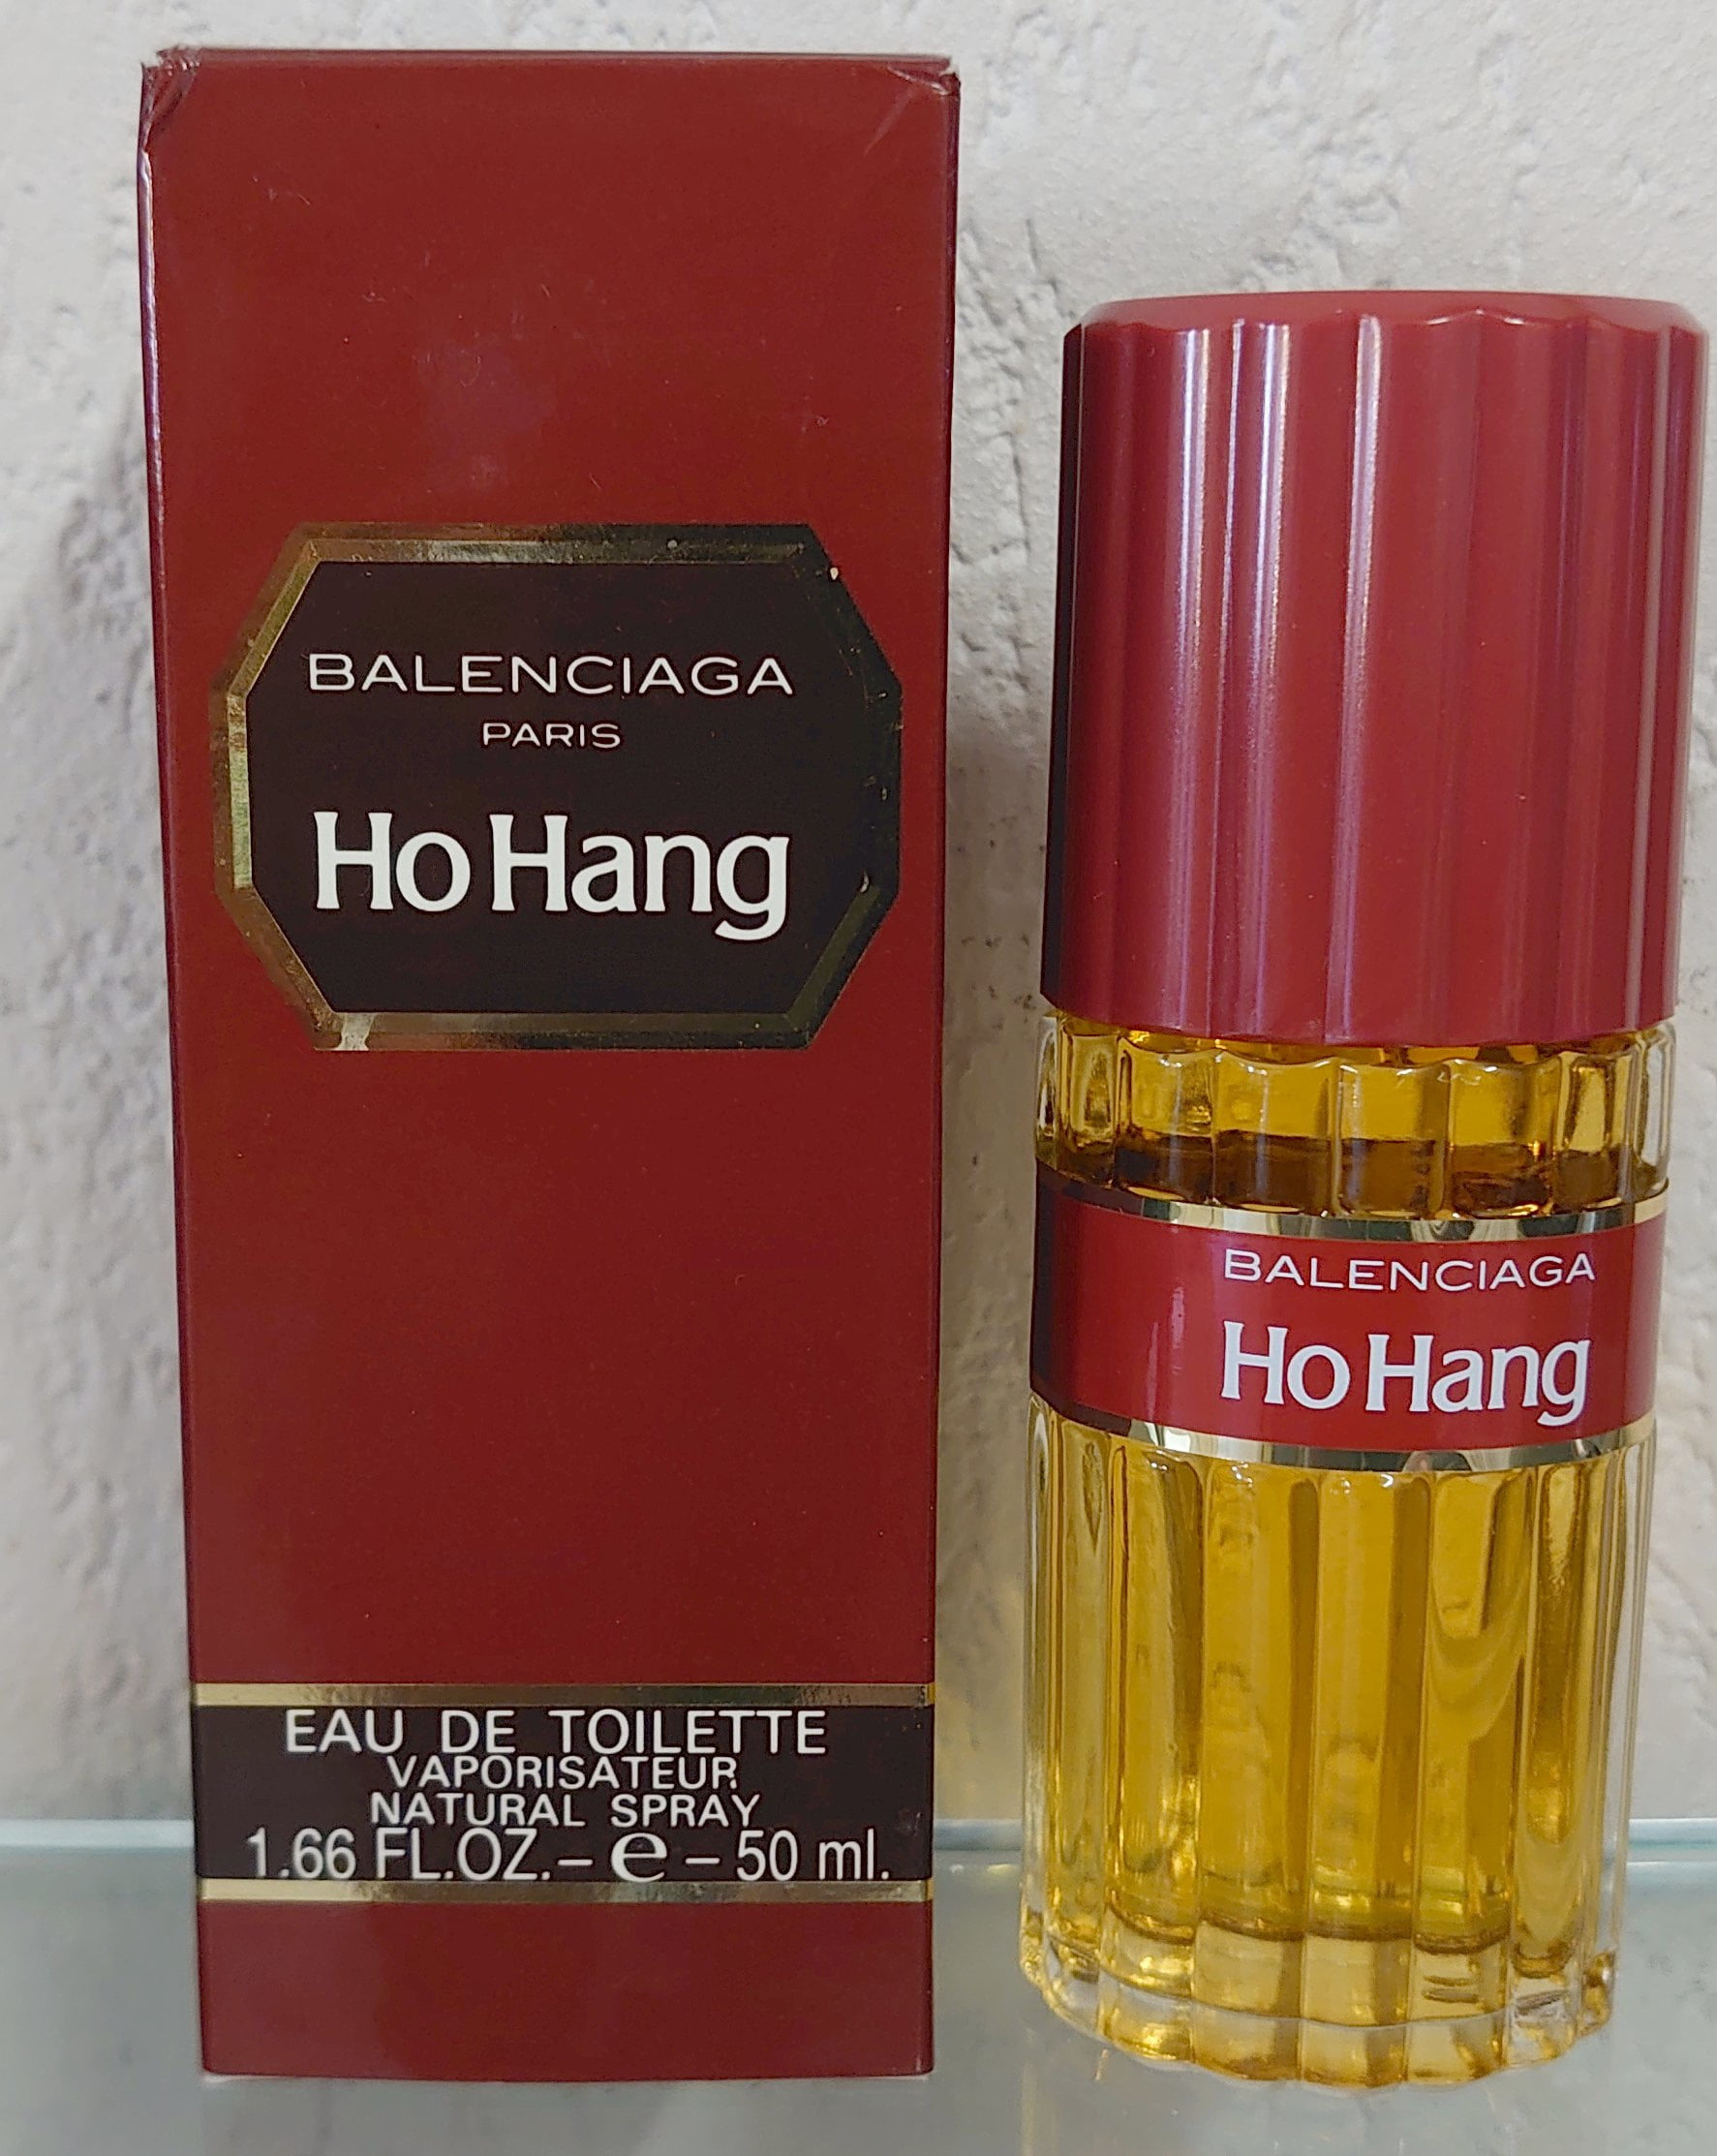 BALENCIAGA
PARIS
Ho Hang
EAU DE TOILETTE
VAPORISATEUR
NATURAL SPRAY
1.66 FL.OZ.– e – 50 ml.
BALENCIAGA
Ho Hang